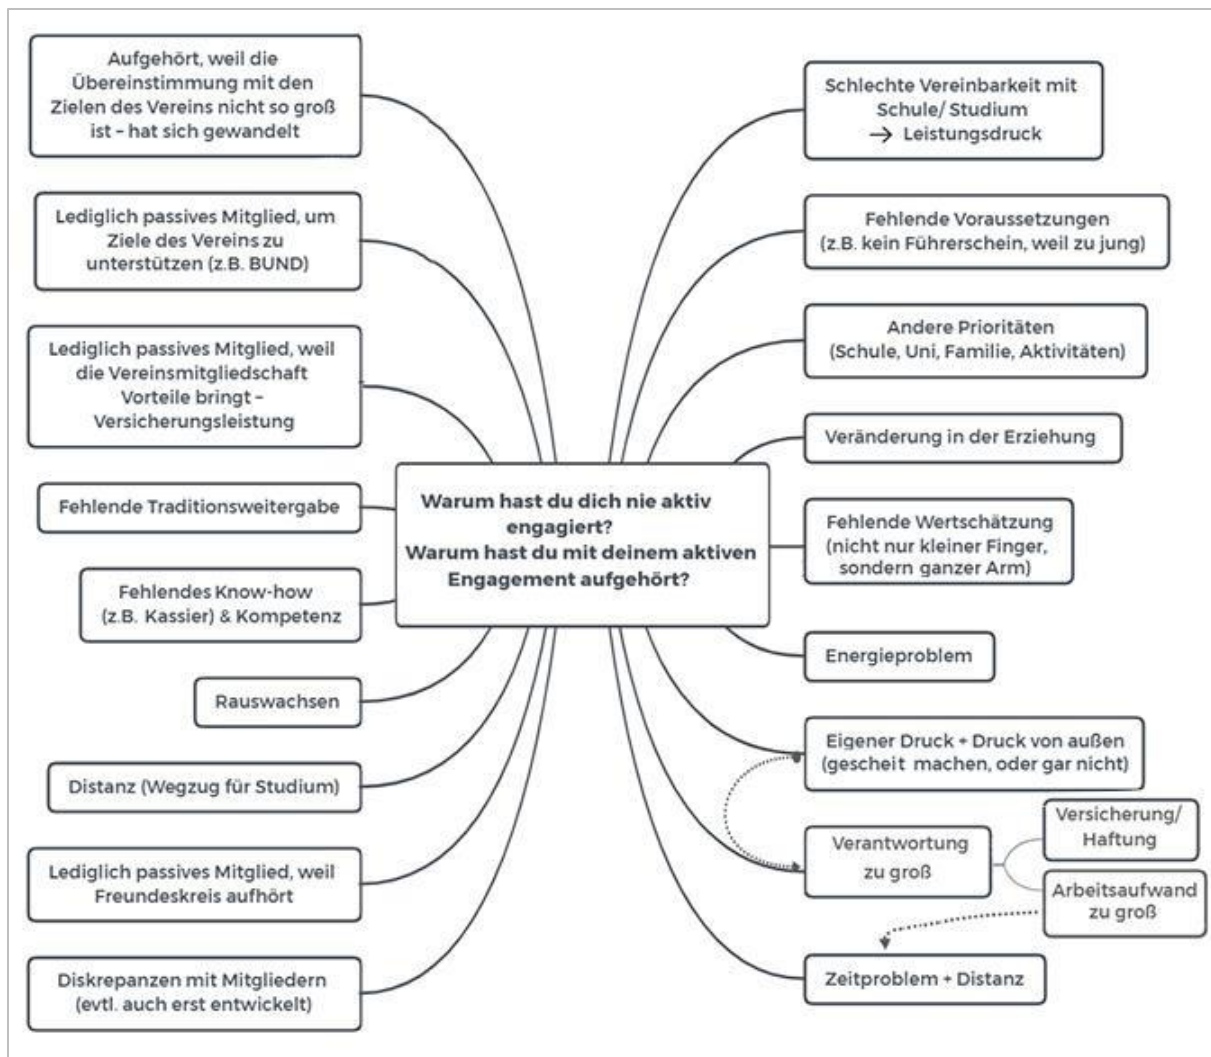 Aufgehört, weil die
Übereinstimmung mit den
Zielen des Vereins nicht so groß
ist – hat sich gewandelt
Lediglich passives Mitglied, um
Ziele des Vereins zu
unterstützen (z.B. BUND)
Lediglich passives Mitglied, weil
die Vereinsmitgliedschaft
Vorteile bringt –
Versicherungsleistung
Fehlende Traditionsweitergabe
Fehlendes Know-how
(z.B. Kassier) & Kompetenz
Rauswachsen
Distanz (Wegzug für Studium)
Lediglich passives Mitglied, weil
Freundeskreis aufhört
Diskrepanzen mit Mitgliedern
(evtl. auch erst entwickelt)
Warum hast du dich nie aktiv
engagiert?
Warum hast du mit deinem aktiven
Engagement aufgehört?
Schlechte Vereinbarkeit mit
Schule/ Studium
→ Leistungsdruck
Fehlende Voraussetzungen
(z.B. kein Führerschein, weil zu jung)
Andere Prioritäten
(Schule, Uni, Familie, Aktivitäten)
Veränderung in der Erziehung
Fehlende Wertschätzung
(nicht nur kleiner Finger,
sondern ganzer Arm)
Energieproblem
Eigener Druck + Druck von außen
(gescheit machen, oder gar nicht)
Verantwortung
zu groß
Versicherung/
Haftung
Arbeitsaufwand
zu groß
Zeitproblem + Distanz